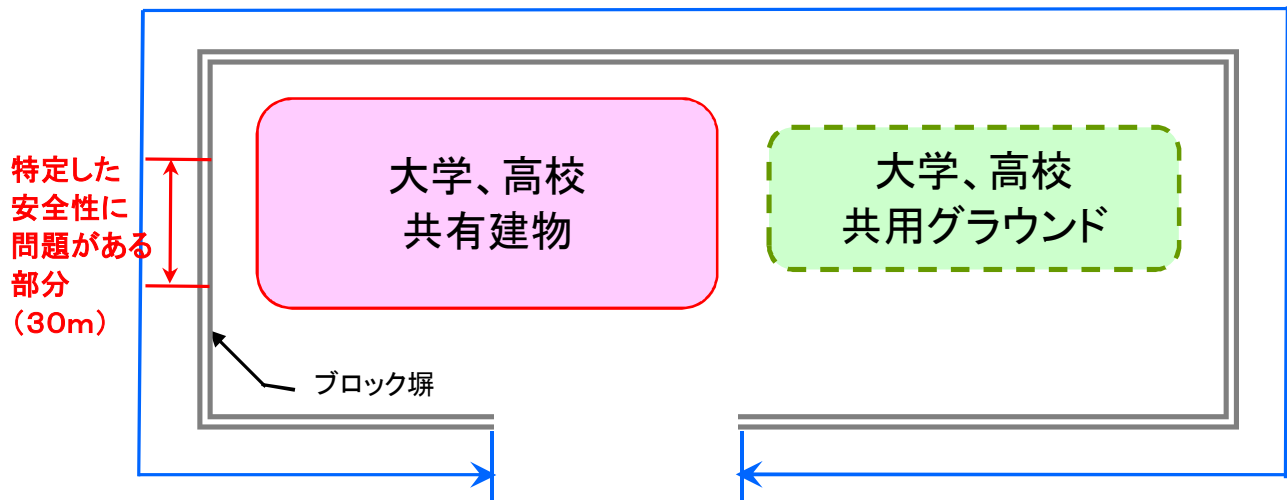 特定した
安全性に
問題がある
部分
（30m）
大学、高校
共有建物
大学、高校
共用グラウンド
ブロック塀